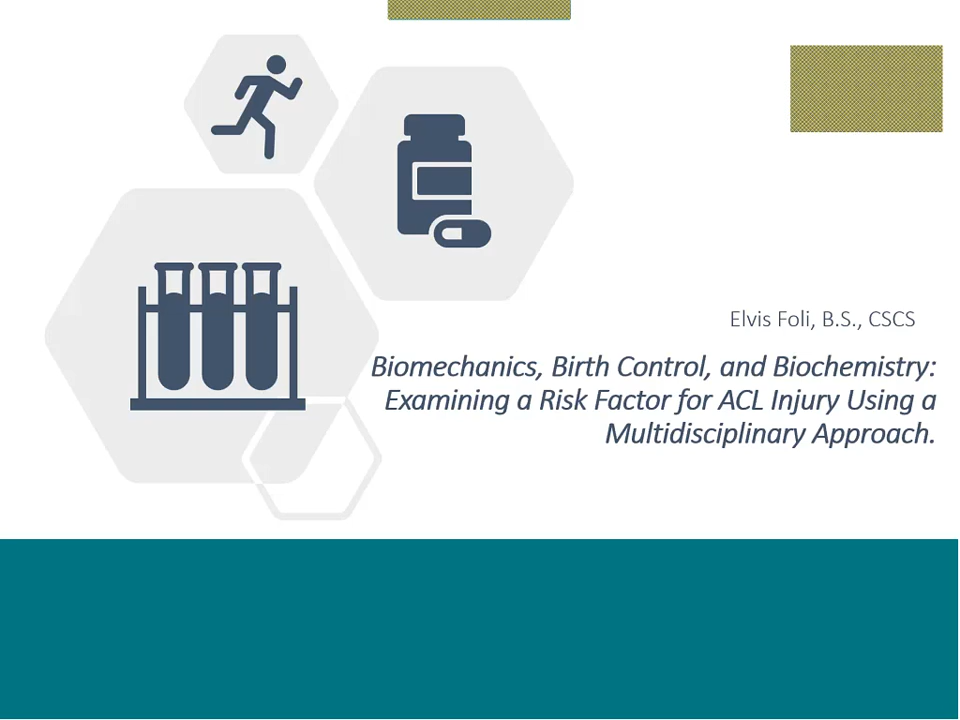 Elvis Foli, B.S., CSCS
Biomechanics, Birth Control, and Biochemistry:
Examining a Risk Factor for ACL Injury Using a
Multidisciplinary Approach.